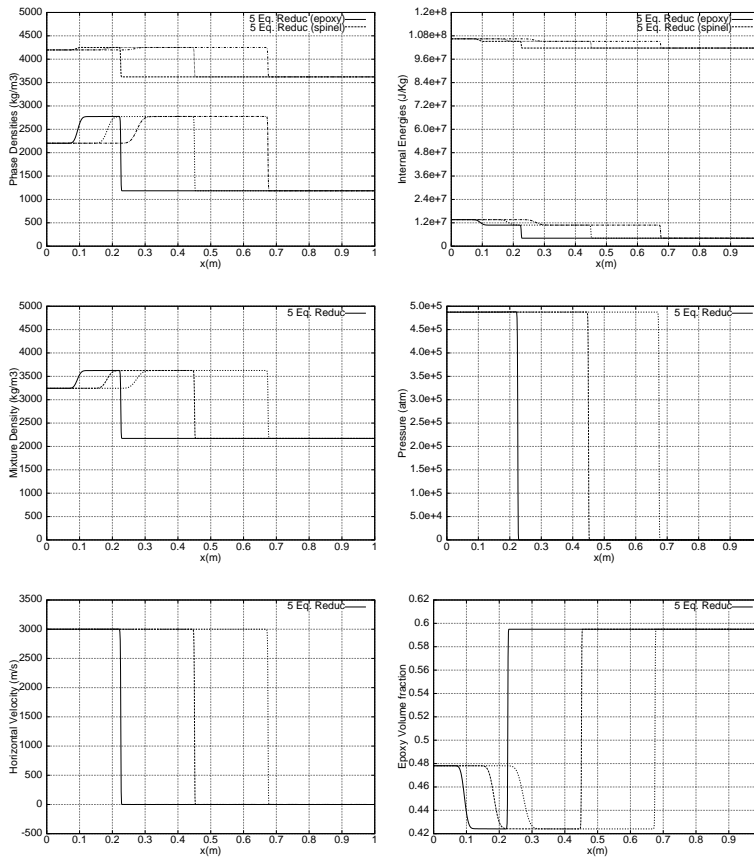 5 Eq. Reduc (epoxy)
5 Eq. Reduc (spinel)
Phase Densities (kg/m3)
5000
4500
4000
3500
3000
2500
2000
1500
1000
500
0
0 0.1 0.2 0.3 0.4 0.5 0.6 0.7 0.8 0.9 1
x(m)
5 Eq. Reduc (epoxy)
5 Eq. Reduc (spinel)
Internal Energies (J/Kg)
1.2e+8
1.08e+8
9.6e+7
8.4e+7
7.2e+7
6.0e+7
4.8e+7
3.6e+7
2.4e+7
1.2e+7
0
0 0.1 0.2 0.3 0.4 0.5 0.6 0.7 0.8 0.9
x(m)
5 Eq. Reduc
Mixture Density (kg/m3)
5000
4500
4000
3500
3000
2500
2000
1500
1000
500
0
0 0.1 0.2 0.3 0.4 0.5 0.6 0.7 0.8 0.9 1
x(m)
5 Eq. Reduc
Pressure (atm)
5.0e+5
4.5e+5
4.0e+5
3.5e+5
3.0e+5
2.5e+5
2.0e+5
1.5e+5
1.0e+5
5.0e+4
0.0e+0
0 0.1 0.2 0.3 0.4 0.5 0.6 0.7 0.8 0.9
x(m)
5 Eq. Reduc
Horizontal Velocity (m/s)
3500
3000
2500
2000
1500
1000
500
0
-500
0 0.1 0.2 0.3 0.4 0.5 0.6 0.7 0.8 0.9 1
x(m)
5 Eq. Reduc
Epoxy Volume fraction
0.62
0.6
0.58
0.56
0.54
0.52
0.5
0.48
0.46
0.44
0.42
0 0.1 0.2 0.3 0.4 0.5 0.6 0.7 0.8 0.9
x(m)